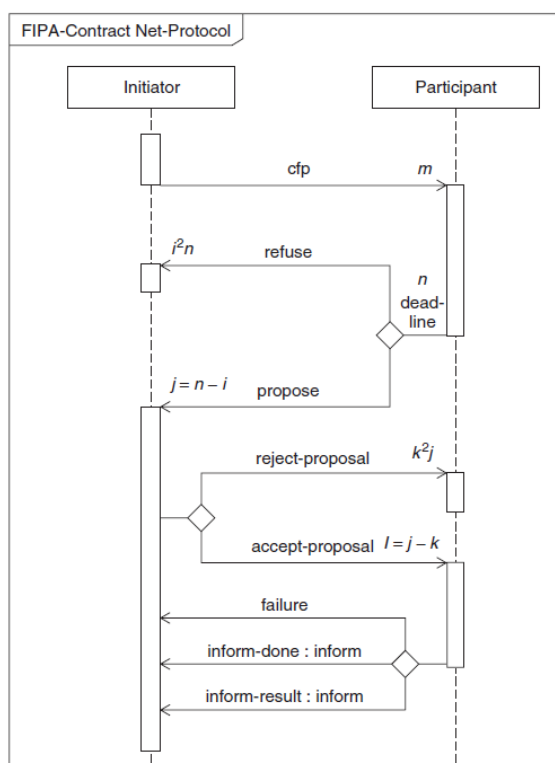 FIPA-Contract Net-Protocol
Initiator
Participant
cfp
m
i²n
refuse
n
dead-
line
j = n – i
propose
reject-proposal
k²j
accept-proposal
l = j – k
failure
inform-done : inform
inform-result : inform